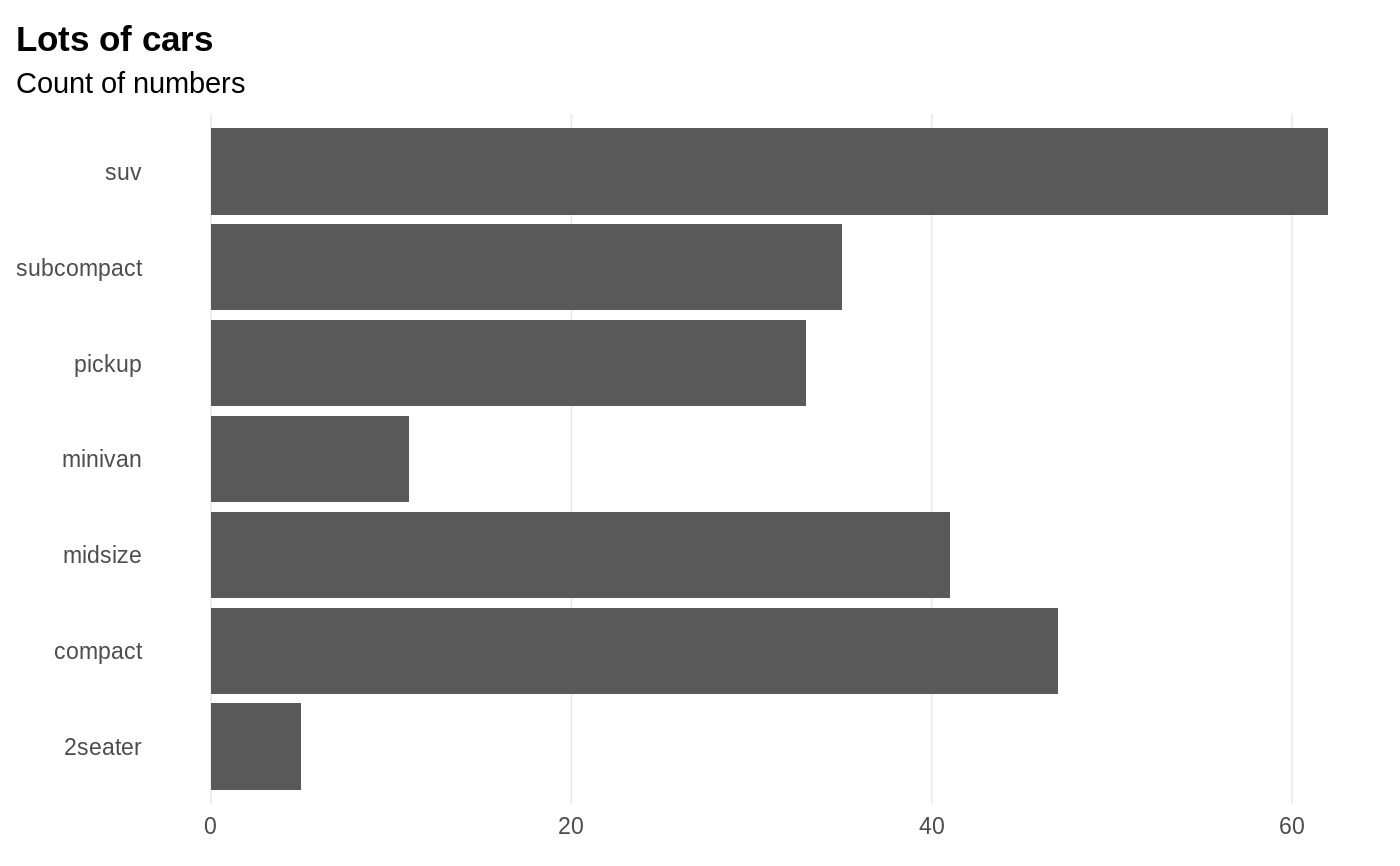 Lots of cars
Count of numbers
suv
subcompact
pickup
minivan
midsize
compact
2seater
0 20 40 60